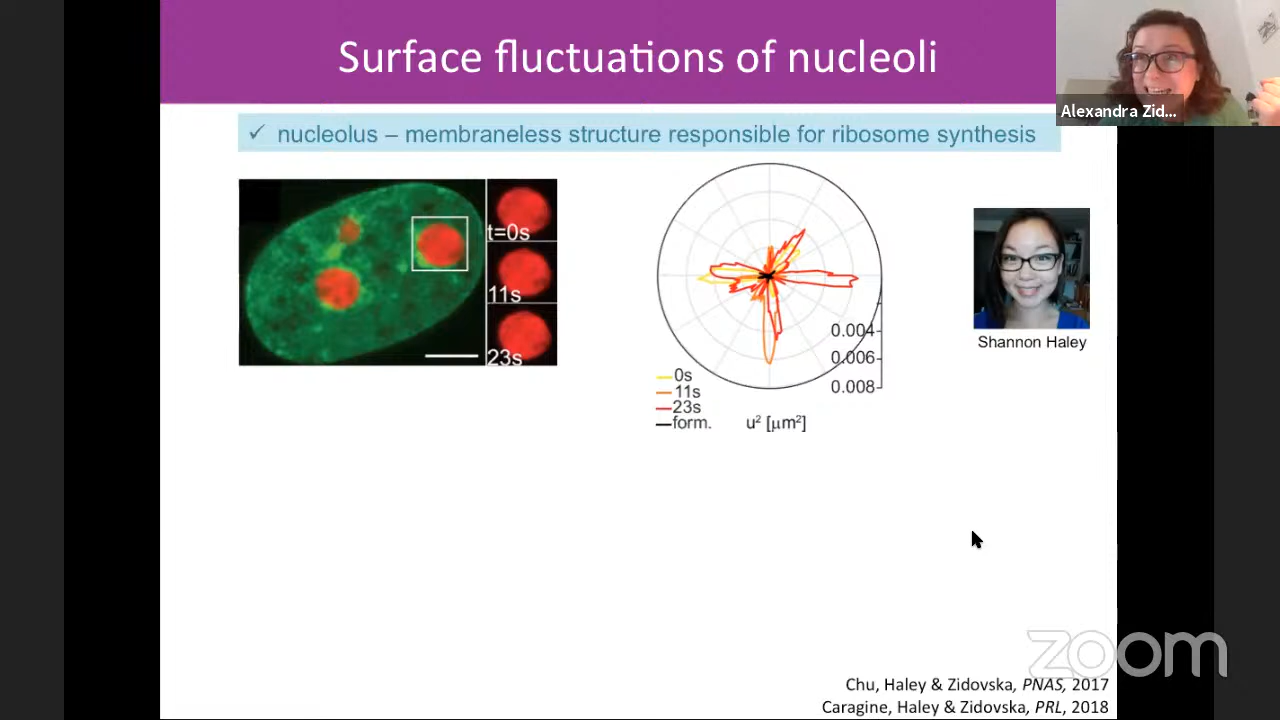 Surface fluctuations of nucleoli
Alexandra Zid...
✓ nucleolus – membraneless structure responsible for ribosome synthesis
t=0s
11s
23s
0.004
0.006
0.008
0s
11s
23s
form.
u² [μm²]
Shannon Haley
zoom
Chu, Haley & Zidovska, PNAS, 2017
Caragine, Haley & Zidovska, PRL, 2018